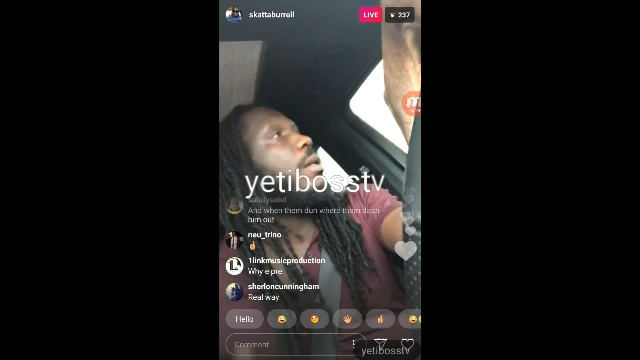 skattaburrell
LIVE
237
yetibosstv
sandysolid
And when them dun where them dash
him out
neu_trino
1linkmusicproduction
Why e pre
sherloncunningham
Real way
Hello
Comment
yetibosstv